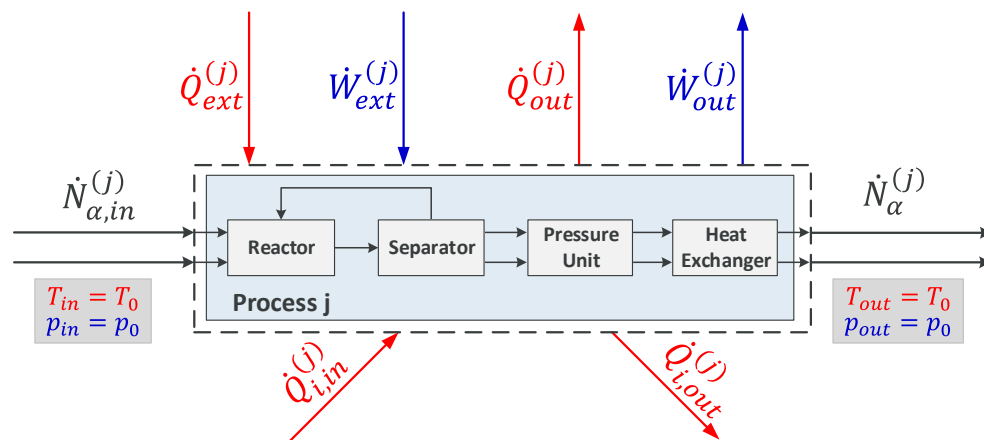 Q̇_ext^(j)
Ẇ_ext^(j)
Q̇_out^(j)
Ẇ_out^(j)
Ṅ_α,in^(j)
Ṅ_α^(j)
Reactor
Separator
Pressure
Unit
Heat
Exchanger
Process j
T_in = T_0
p_in = p_0
T_out = T_0
p_out = p_0
Q̇_i,in^(j)
Q̇_i,out^(j)